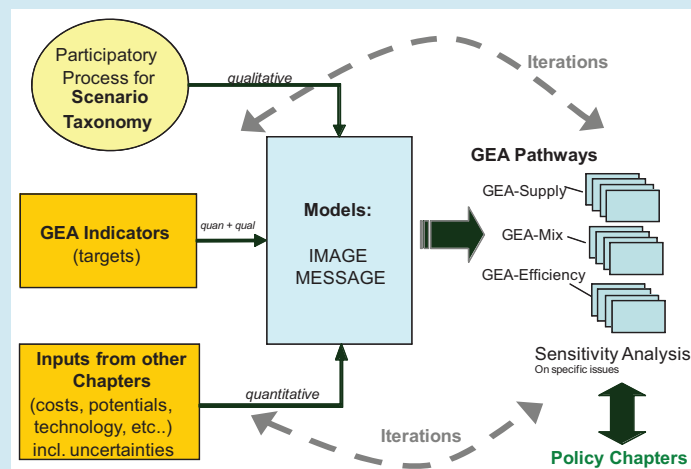 Participatory
Process for
Scenario
Taxonomy
qualitative
Iterations
GEA Indicators
(targets)
quan + qual
Models:
IMAGE
MESSAGE
GEA Pathways
GEA-Supply
GEA-Mix
GEA-Efficiency
Inputs from other
Chapters
(costs, potentials,
technology, etc..)
incl. uncertainties
quantitative
Iterations
Sensitivity Analysis
On specific issues
Policy Chapters